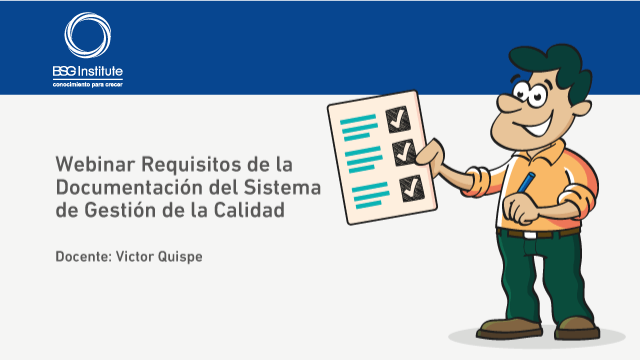 BSG Institute
conocimiento para crecer
Webinar Requisitos de la
Documentación del Sistema
de Gestión de la Calidad
Docente: Victor Quispe